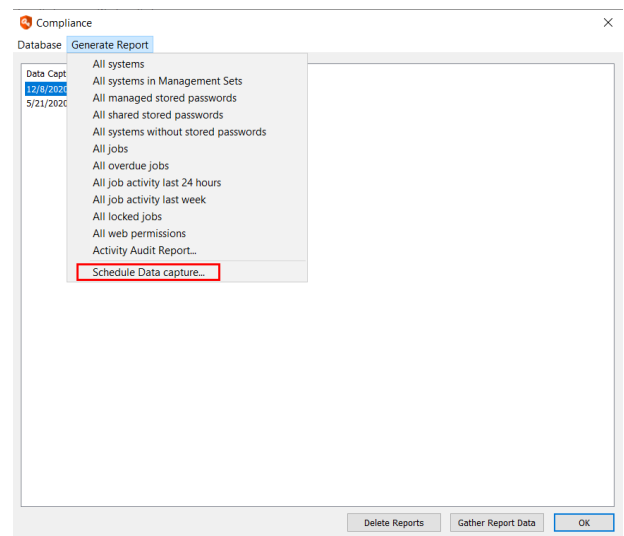 Compliance
Database Generate Report
Data Capt
12/8/2020
5/21/2020
All systems
All systems in Management Sets
All managed stored passwords
All shared stored passwords
All systems without stored passwords
All jobs
All overdue jobs
All job activity last 24 hours
All job activity last week
All locked jobs
All web permissions
Activity Audit Report...
Schedule Data capture...
Delete Reports Gather Report Data OK